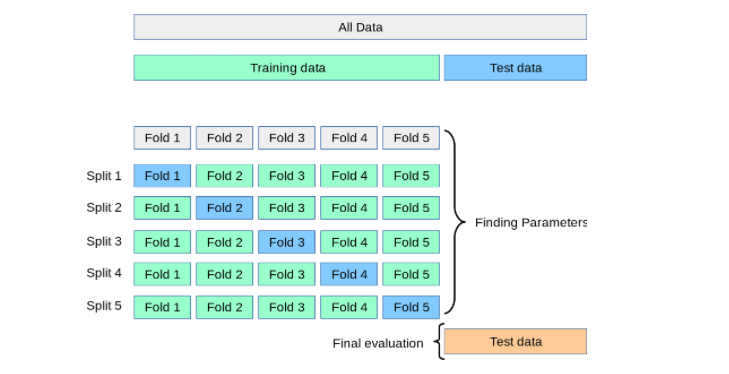 All Data
Training data Test data
Fold 1 Fold 2 Fold 3 Fold 4 Fold 5
Split 1 Fold 1 Fold 2 Fold 3 Fold 4 Fold 5
Split 2 Fold 1 Fold 2 Fold 3 Fold 4 Fold 5
Finding Parameters
Split 3 Fold 1 Fold 2 Fold 3 Fold 4 Fold 5
Split 4 Fold 1 Fold 2 Fold 3 Fold 4 Fold 5
Split 5 Fold 1 Fold 2 Fold 3 Fold 4 Fold 5
Final evaluation Test data